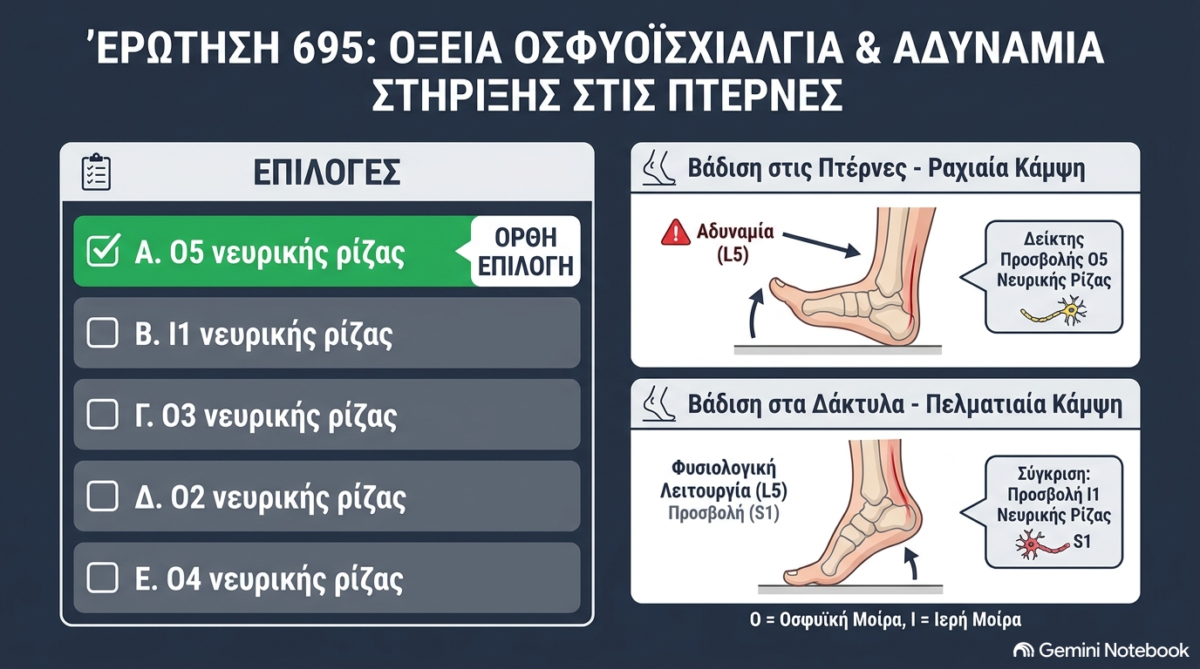 ΈΡΩΤΗΣΗ 695: ΟΞΕΙΑ ΟΣΦΥΟΪΣΧΙΑΛΓΙΑ & ΑΔΥΝΑΜΙΑ
ΣΤΗΡΙΞΗΣ ΣΤΙΣ ΠΤΕΡΝΕΣ
ΕΠΙΛΟΓΕΣ
Α. Ο5 νευρικής ρίζας
ΟΡΘΗ
ΕΠΙΛΟΓΗ
Β. Ι1 νευρικής ρίζας
Γ. Ο3 νευρικής ρίζας
Δ. Ο2 νευρικής ρίζας
Ε. Ο4 νευρικής ρίζας
Βάδιση στις Πτέρνες - Ραχιαία Κάμψη
Αδυναμία
(L5)
Δείκτης
Προσβολής Ο5
Νευρικής Ρίζας
Βάδιση στα Δάκτυλα - Πελματιαία Κάμψη
Φυσιολογική
Λειτουργία (L5)
Προσβολή (S1)
Σύγκριση:
Προσβολή Ι1
Νευρικής Ρίζας
S1
Ο = Οσφυϊκή Μοίρα, Ι = Ιερή Μοίρα
Gemini Notebook